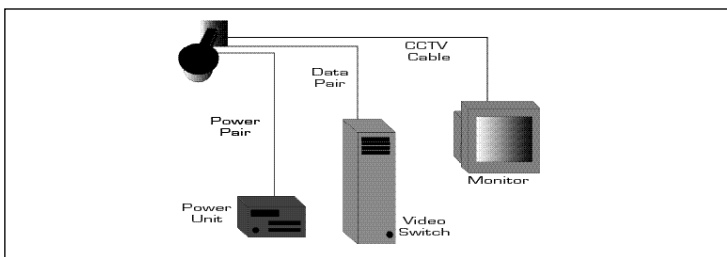 CCTV
Cable
Data
Pair
Power
Pair
Monitor
Power
Unit
Video
Switch